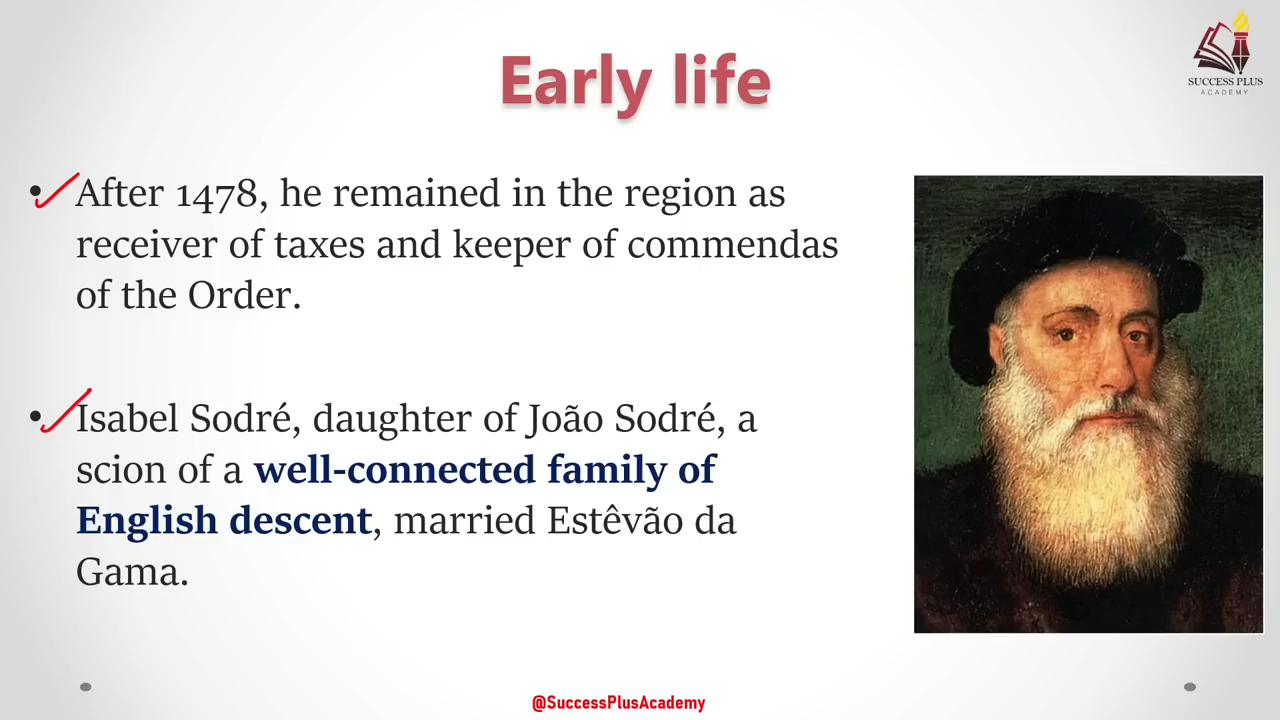 Early life
SUCCESS PLUS
ACADEMY
• After 1478, he remained in the region as
receiver of taxes and keeper of commendas
of the Order.
• Isabel Sodré, daughter of João Sodré, a
scion of a well-connected family of
English descent, married Estêvão da
Gama.
@SuccessPlusAcademy